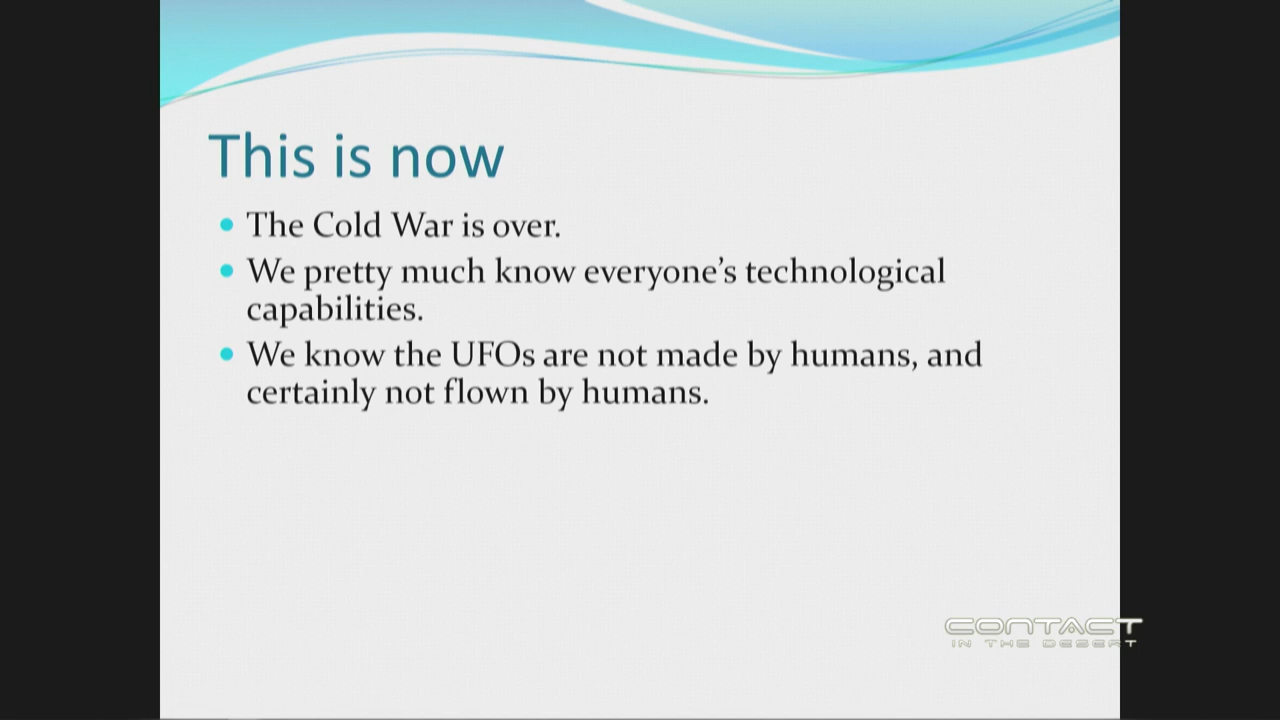 This is now
The Cold War is over.
We pretty much know everyone's technological
capabilities.
We know the UFOs are not made by humans, and
certainly not flown by humans.
CONTACT
IN THE DESERT